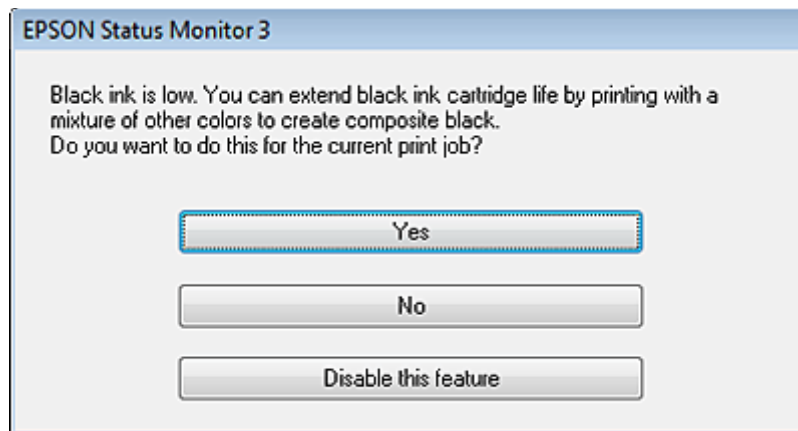 EPSON Status Monitor 3
Black ink is low. You can extend black ink cartridge life by printing with a
mixture of other colors to create composite black.
Do you want to do this for the current print job?
Yes
No
Disable this feature